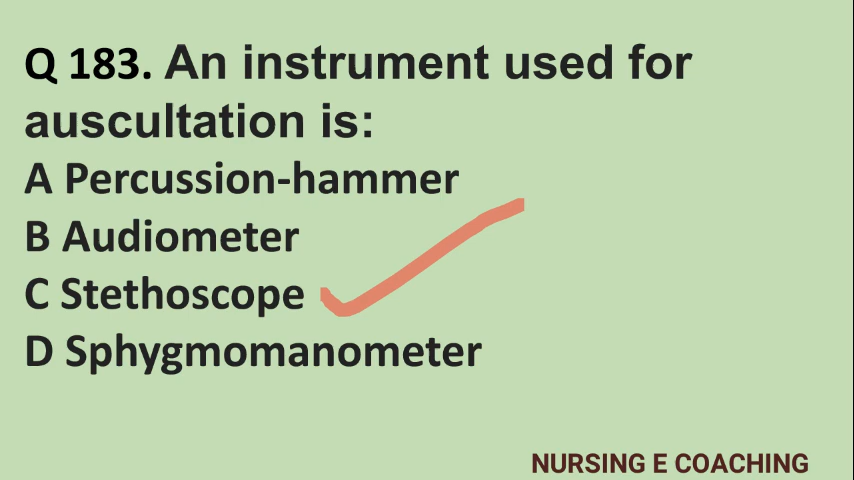 Q 183. An instrument used for
auscultation is:
A Percussion-hammer
B Audiometer
C Stethoscope
D Sphygmomanometer
NURSING E COACHING